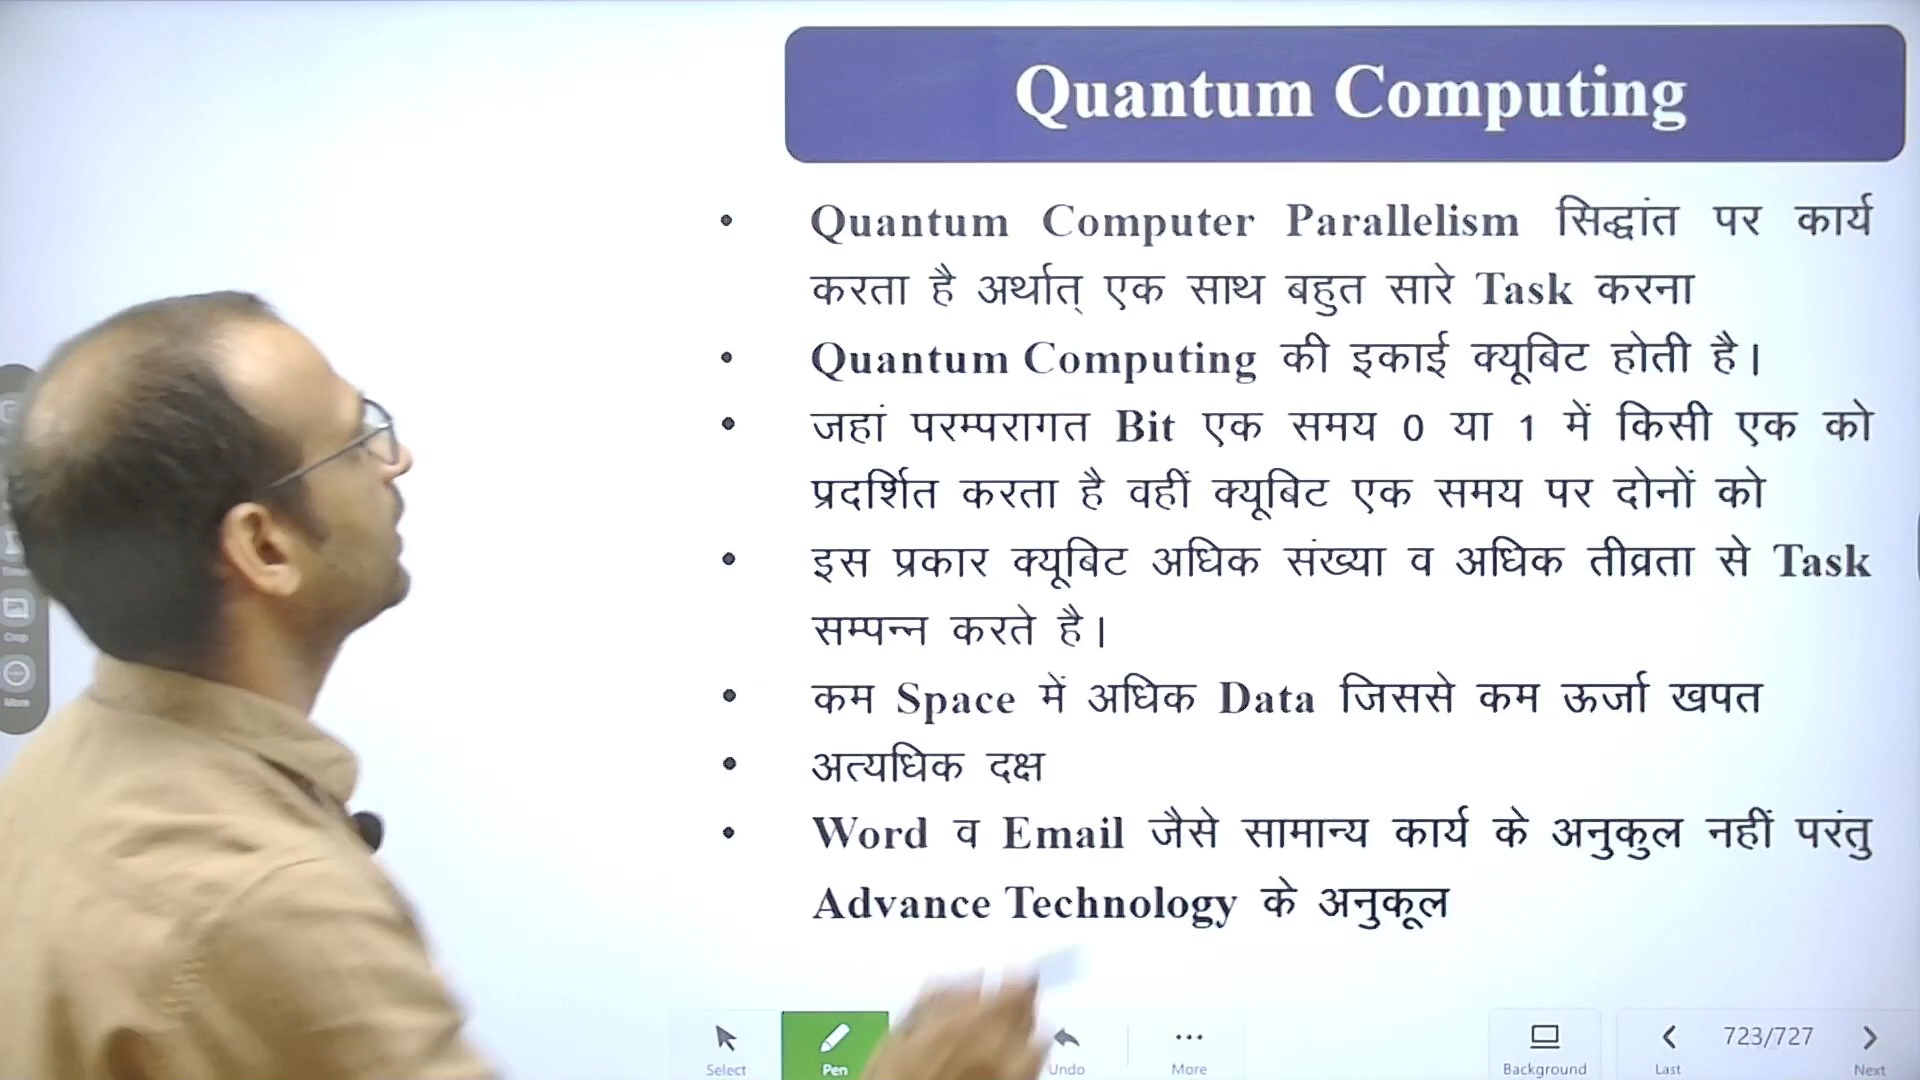 Quantum Computing
• Quantum Computer Parallelism सिद्धांत पर कार्य
करता है अर्थात् एक साथ बहुत सारे Task करना
• Quantum Computing की इकाई क्यूबिट होती है।
• जहां परम्परागत Bit एक समय 0 या 1 में किसी एक को
प्रदर्शित करता है वहीं क्यूबिट एक समय पर दोनों को
• इस प्रकार क्यूबिट अधिक संख्या व अधिक तीव्रता से Task
सम्पन्न करते है।
• कम Space में अधिक Data जिससे कम ऊर्जा खपत
• अत्यधिक दक्ष
• Word व Email जैसे सामान्य कार्य के अनुकुल नहीं परंतु
Advance Technology के अनुकूल
Crop
More
Select Pen Undo More Background Last 723/727 Next